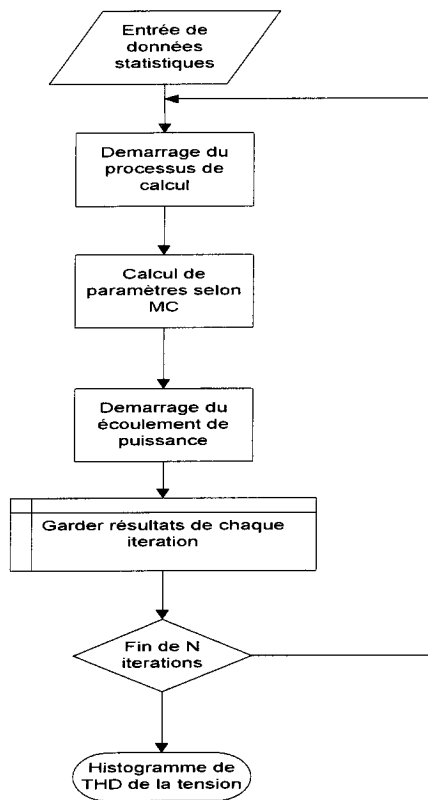 Entrée de
données
statistiques
Demarrage du
processus de
calcul
Calcul de
paramètres selon
MC
Demarrage du
écoulement de
puissance
Garder résultats de chaque
iteration
Fin de N
iterations
Histogramme de
THD de la tension